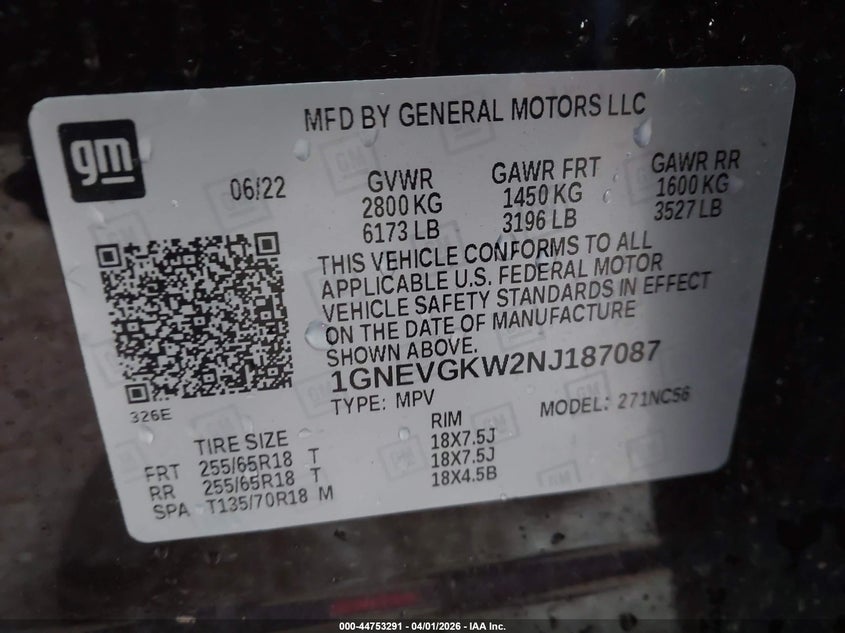 MFD BY GENERAL MOTORS LLC
gm
06/22
GVWR
2800 KG
6173 LB
GAWR FRT
1450 KG
3196 LB
GAWR RR
1600 KG
3527 LB
THIS VEHICLE CONFORMS TO ALL
APPLICABLE U.S. FEDERAL MOTOR
VEHICLE SAFETY STANDARDS IN EFFECT
ON THE DATE OF MANUFACTURE
SHOWN ABOVE.
1GNEVGKW2NJ187087
TYPE: MPV
MODEL: 271NC56
326E
TIRE SIZE
RIM
FRT 255/65R18 T 18X7.5J
RR 255/65R18 T 18X7.5J
SPA T135/70R18 M 18X4.5B
000-44753291 - 04/01/2026 - IAA Inc.